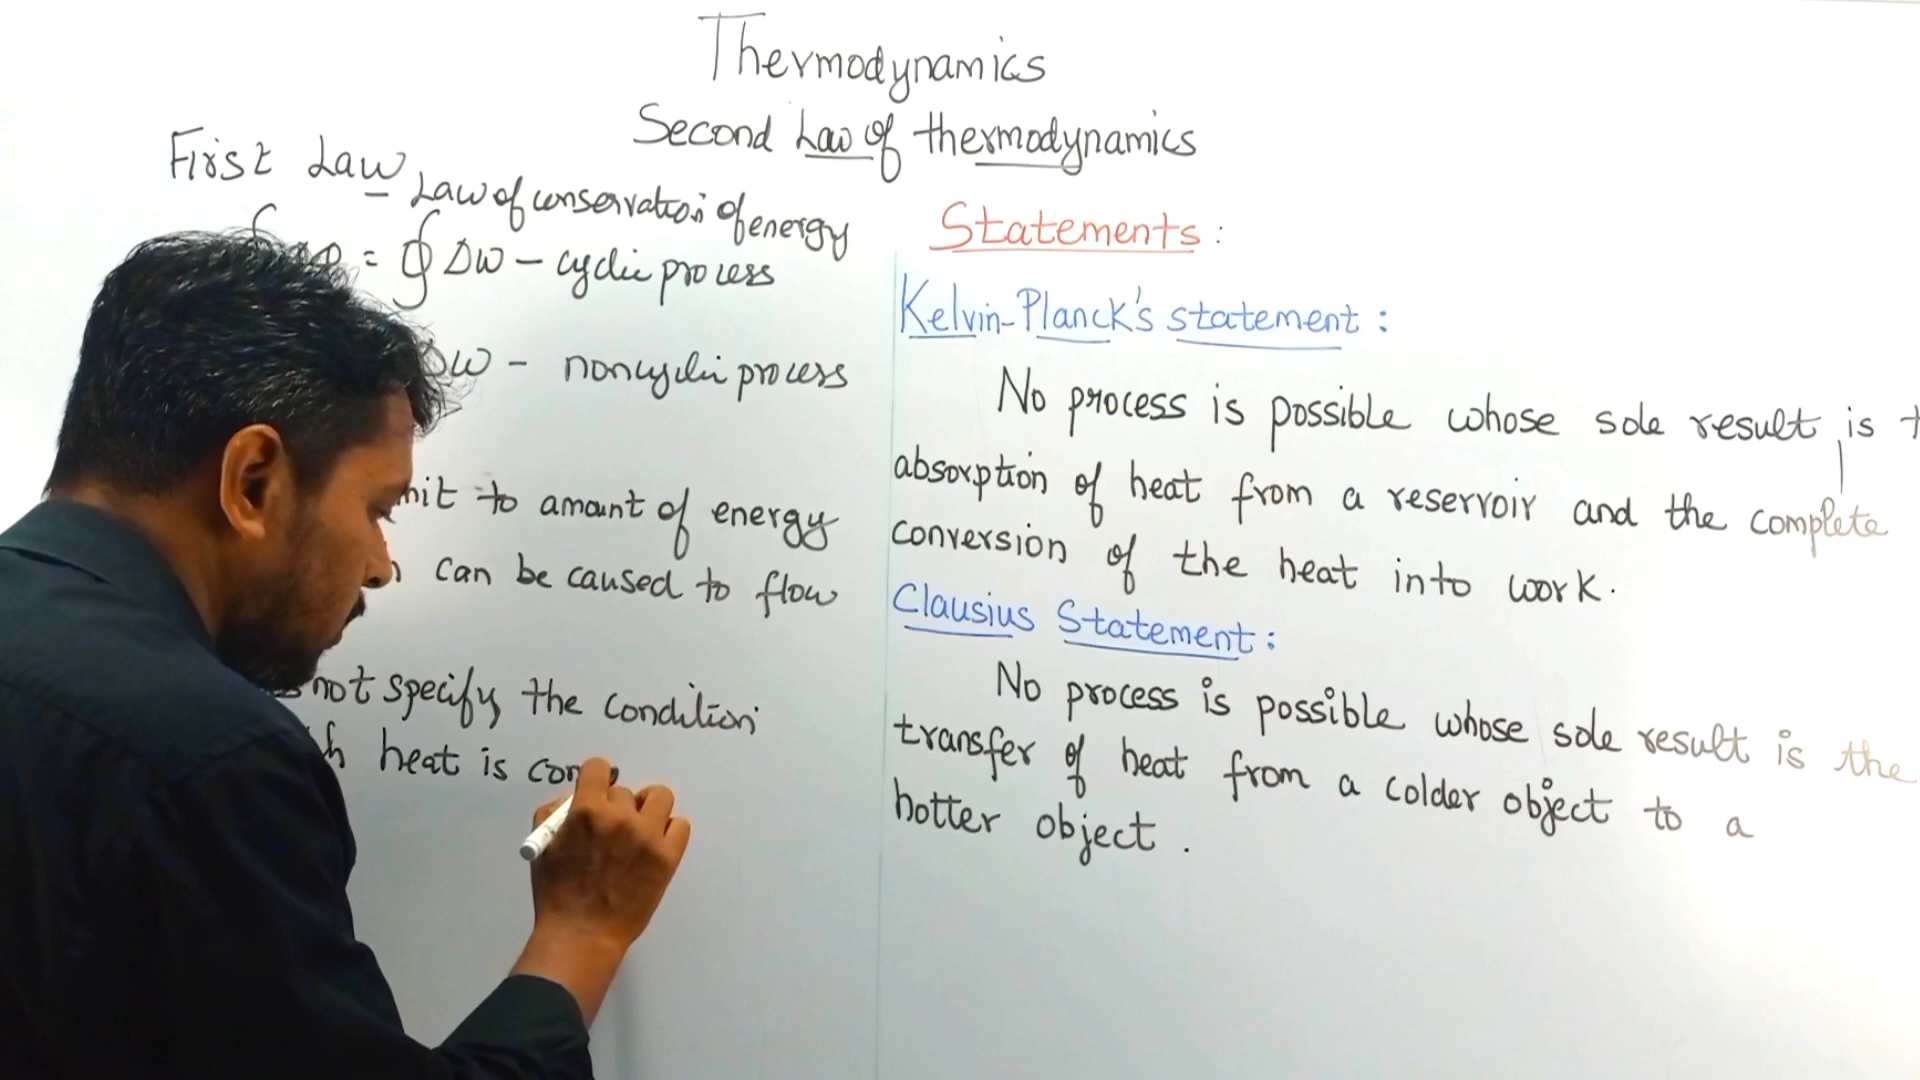 Thermodynamics
Second Law of thermodynamics
First Law
Law of conservation of energy
= ∮ ΔW - cyclic process
ΔW - noncyclic process
to amount of energy
can be caused to flow
not specify the condition
heat is con
Statements :
Kelvin-Planck's statement :
No process is possible whose sole result is
absorption of heat from a reservoir and the complete
conversion of the heat into work.
Clausius Statement :
No process is possible whose sole result is the
transfer of heat from a colder object to a
hotter object .